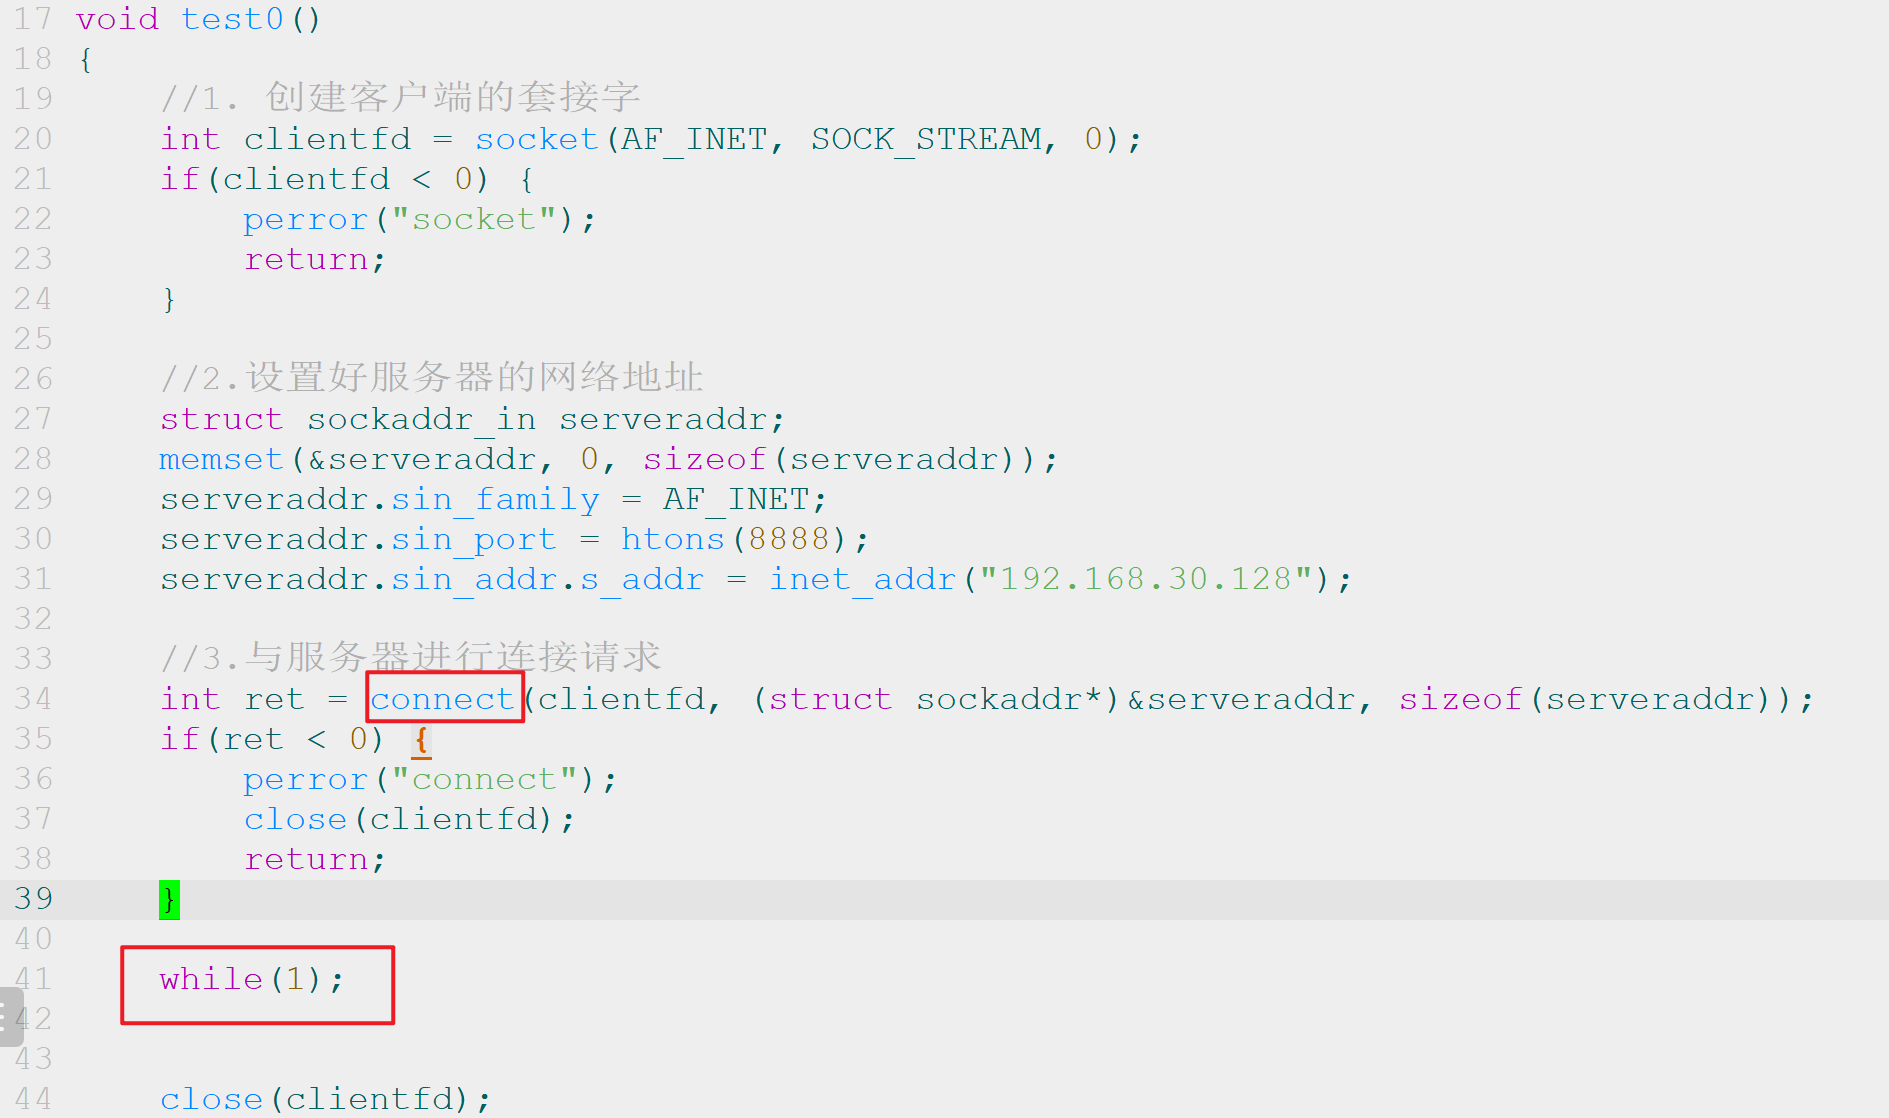 17 void test0()
18 {
19     //1. 创建客户端的套接字
20     int clientfd = socket(AF_INET, SOCK_STREAM, 0);
21     if(clientfd < 0) {
22         perror("socket");
23         return;
24     }
25
26     //2.设置好服务器的网络地址
27     struct sockaddr_in serveraddr;
28     memset(&serveraddr, 0, sizeof(serveraddr));
29     serveraddr.sin_family = AF_INET;
30     serveraddr.sin_port = htons(8888);
31     serveraddr.sin_addr.s_addr = inet_addr("192.168.30.128");
32
33     //3.与服务器进行连接请求
34     int ret = connect(clientfd, (struct sockaddr*)&serveraddr, sizeof(serveraddr));
35     if(ret < 0) {
36         perror("connect");
37         close(clientfd);
38         return;
39     }
40
41     while(1);
42
43
44     close(clientfd);